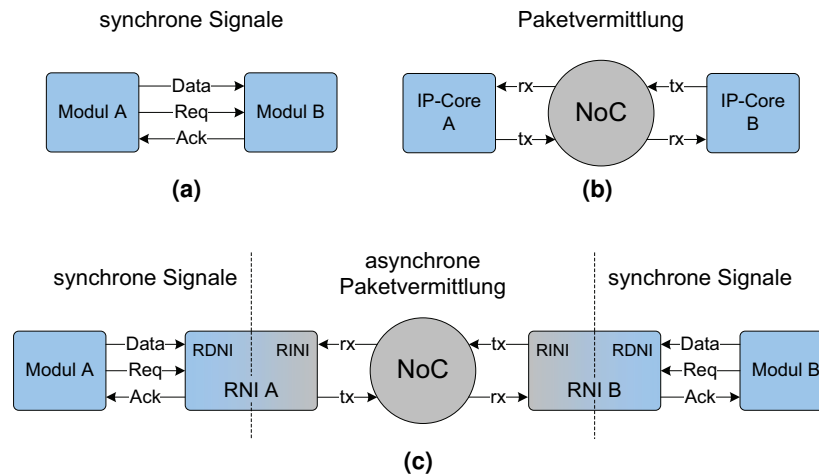 synchrone Signale
Paketvermittlung
Modul A
Data
Req
Ack
Modul B
IP-Core
A
rx
tx
NoC
tx
rx
IP-Core
B
(a)
(b)
synchrone Signale
asynchrone
Paketvermittlung
synchrone Signale
Modul A
Data
Req
Ack
RDNI
RINI
RNI A
rx
tx
NoC
tx
rx
RINI
RDNI
RNI B
Data
Req
Ack
Modul B
(c)